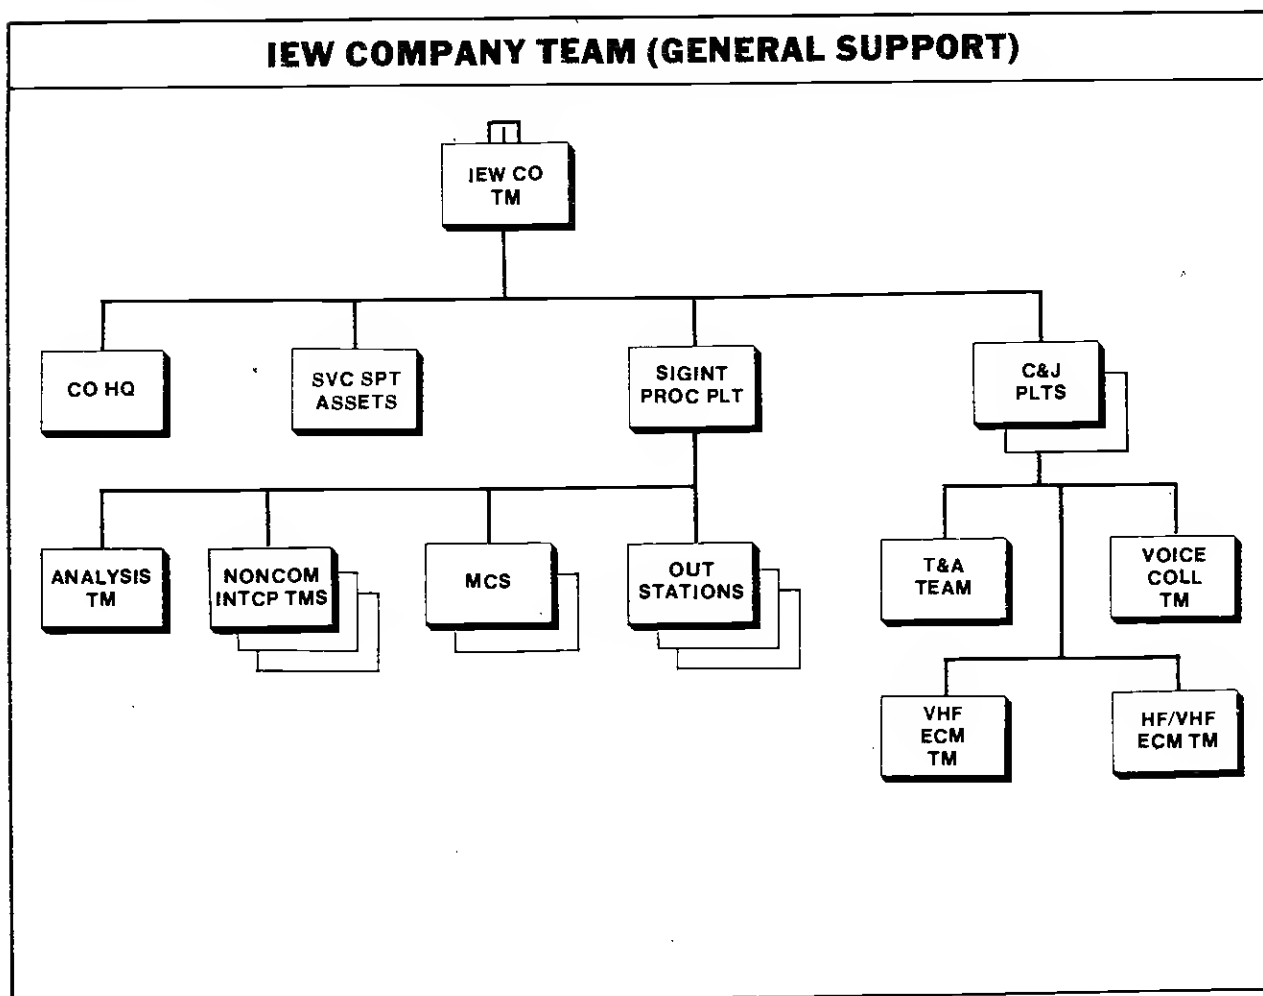 IEW COMPANY TEAM (GENERAL SUPPORT)
I
IEW CO
TM
CO HQ
SVC SPT
ASSETS
SIGINT
PROC PLT
C&J
PLTS
ANALYSIS
TM
NONCOM
INTCP TMS
MCS
OUT
STATIONS
T&A
TEAM
VOICE
COLL
TM
VHF
ECM
TM
HF/VHF
ECM TM